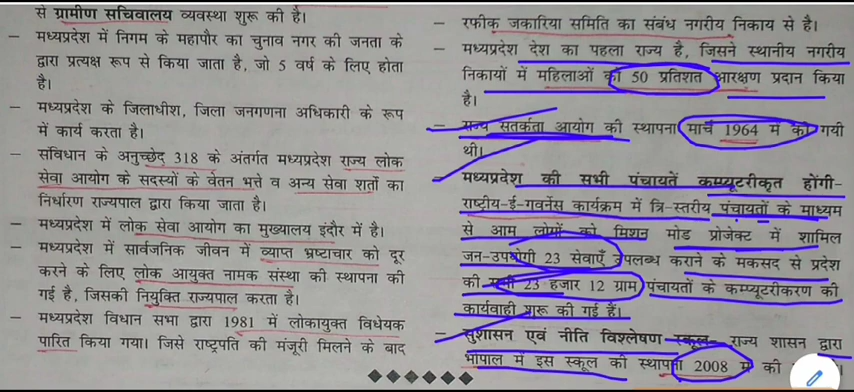 से ग्रामीण सचिवालय व्यवस्था शुरू की है।
– मध्यप्रदेश में निगम के महापौर का चुनाव नगर की जनता के
द्वारा प्रत्यक्ष रूप से किया जाता है, जो 5 वर्ष के लिए होता
है।
– मध्यप्रदेश के जिलाधीश, जिला जनगणना अधिकारी के रूप
में कार्य करता है।
– संविधान के अनुच्छेद 318 के अंतर्गत मध्यप्रदेश राज्य लोक
सेवा आयोग के सदस्यों के वेतन भत्ते व अन्य सेवा शर्तों का
निर्धारण राज्यपाल द्वारा किया जाता है।
– मध्यप्रदेश में लोक सेवा आयोग का मुख्यालय इंदौर में है।
– मध्यप्रदेश में सार्वजनिक जीवन में व्याप्त भ्रष्टाचार को दूर
करने के लिए लोक आयुक्त नामक संस्था की स्थापना की
गई है, जिसकी नियुक्ति राज्यपाल करता है।
– मध्यप्रदेश विधान सभा द्वारा 1981 में लोकायुक्त विधेयक
पारित किया गया। जिसे राष्ट्रपति की मंजूरी मिलने के बाद
– रफीक जकारिया समिति का संबंध नगरीय निकाय से है।
– मध्यप्रदेश देश का पहला राज्य है, जिसने स्थानीय नगरीय
निकायों में महिलाओं को 50 प्रतिशत आरक्षण प्रदान किया
है।
– राज्य सतर्कता आयोग की स्थापना मार्च 1964 में की गयी
थी।
– मध्यप्रदेश की सभी पंचायतें कम्प्यूटरीकृत होंगी–
राष्ट्रीय-ई-गवर्नेंस कार्यक्रम में त्रि-स्तरीय पंचायतों के माध्यम
से आम लोगों को मिशन मोड प्रोजेक्ट में शामिल
जन-उपयोगी 23 सेवाएँ उपलब्ध कराने के मकसद से प्रदेश
की सभी 23 हजार 12 ग्राम पंचायतों के कम्प्यूटरीकरण की
कार्यवाही शुरू की गई है।
– सुशासन एवं नीति विश्लेषण स्कूल– राज्य शासन द्वारा
भोपाल में इस स्कूल की स्थापना 2008 में की